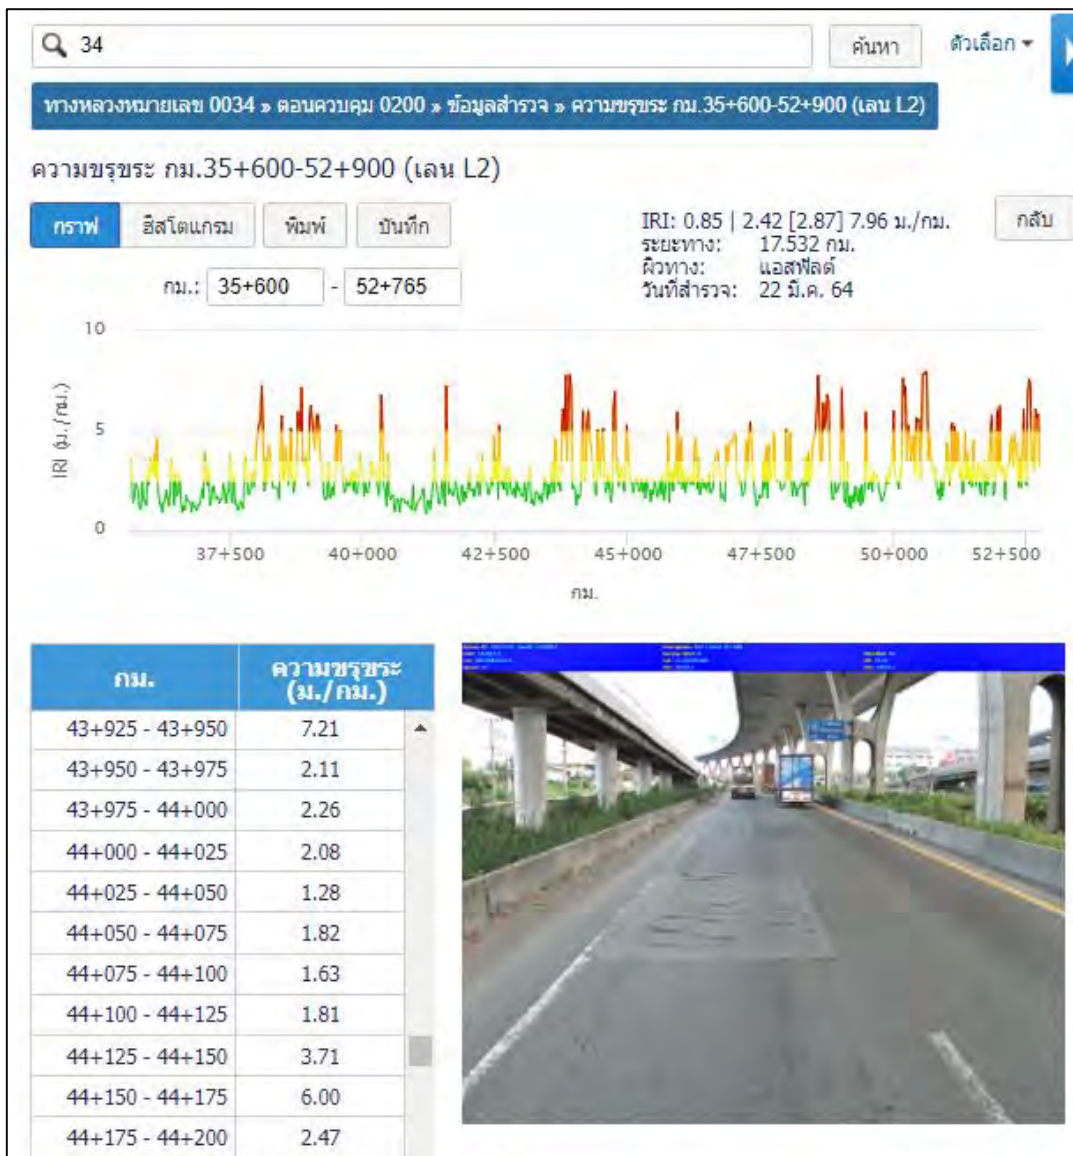 34
ค้นหา
ตัวเลือก
ทางหลวงหมายเลข 0034 » ตอนควบคุม 0200 » ข้อมูลสำรวจ » ความขรุขระ กม.35+600-52+900 (เลน L2)
ความขรุขระ กม.35+600-52+900 (เลน L2)
กราฟ ฮิสโตแกรม พิมพ์ บันทึก
IRI: 0.85 | 2.42 [2.87] 7.96 ม./กม.
กลับ
ระยะทาง: 17.532 กม.
ผิวทาง: แอสฟัลต์
วันที่สำรวจ: 22 มี.ค. 64
กม.: 35+600 - 52+765
10
5
0
IRI (ม./กม.)
37+500 40+000 42+500 45+000 47+500 50+000 52+500
กม.
กม. ความขรุขระ (ม./กม.)
43+925 - 43+950 7.21
43+950 - 43+975 2.11
43+975 - 44+000 2.26
44+000 - 44+025 2.08
44+025 - 44+050 1.28
44+050 - 44+075 1.82
44+075 - 44+100 1.63
44+100 - 44+125 1.81
44+125 - 44+150 3.71
44+150 - 44+175 6.00
44+175 - 44+200 2.47